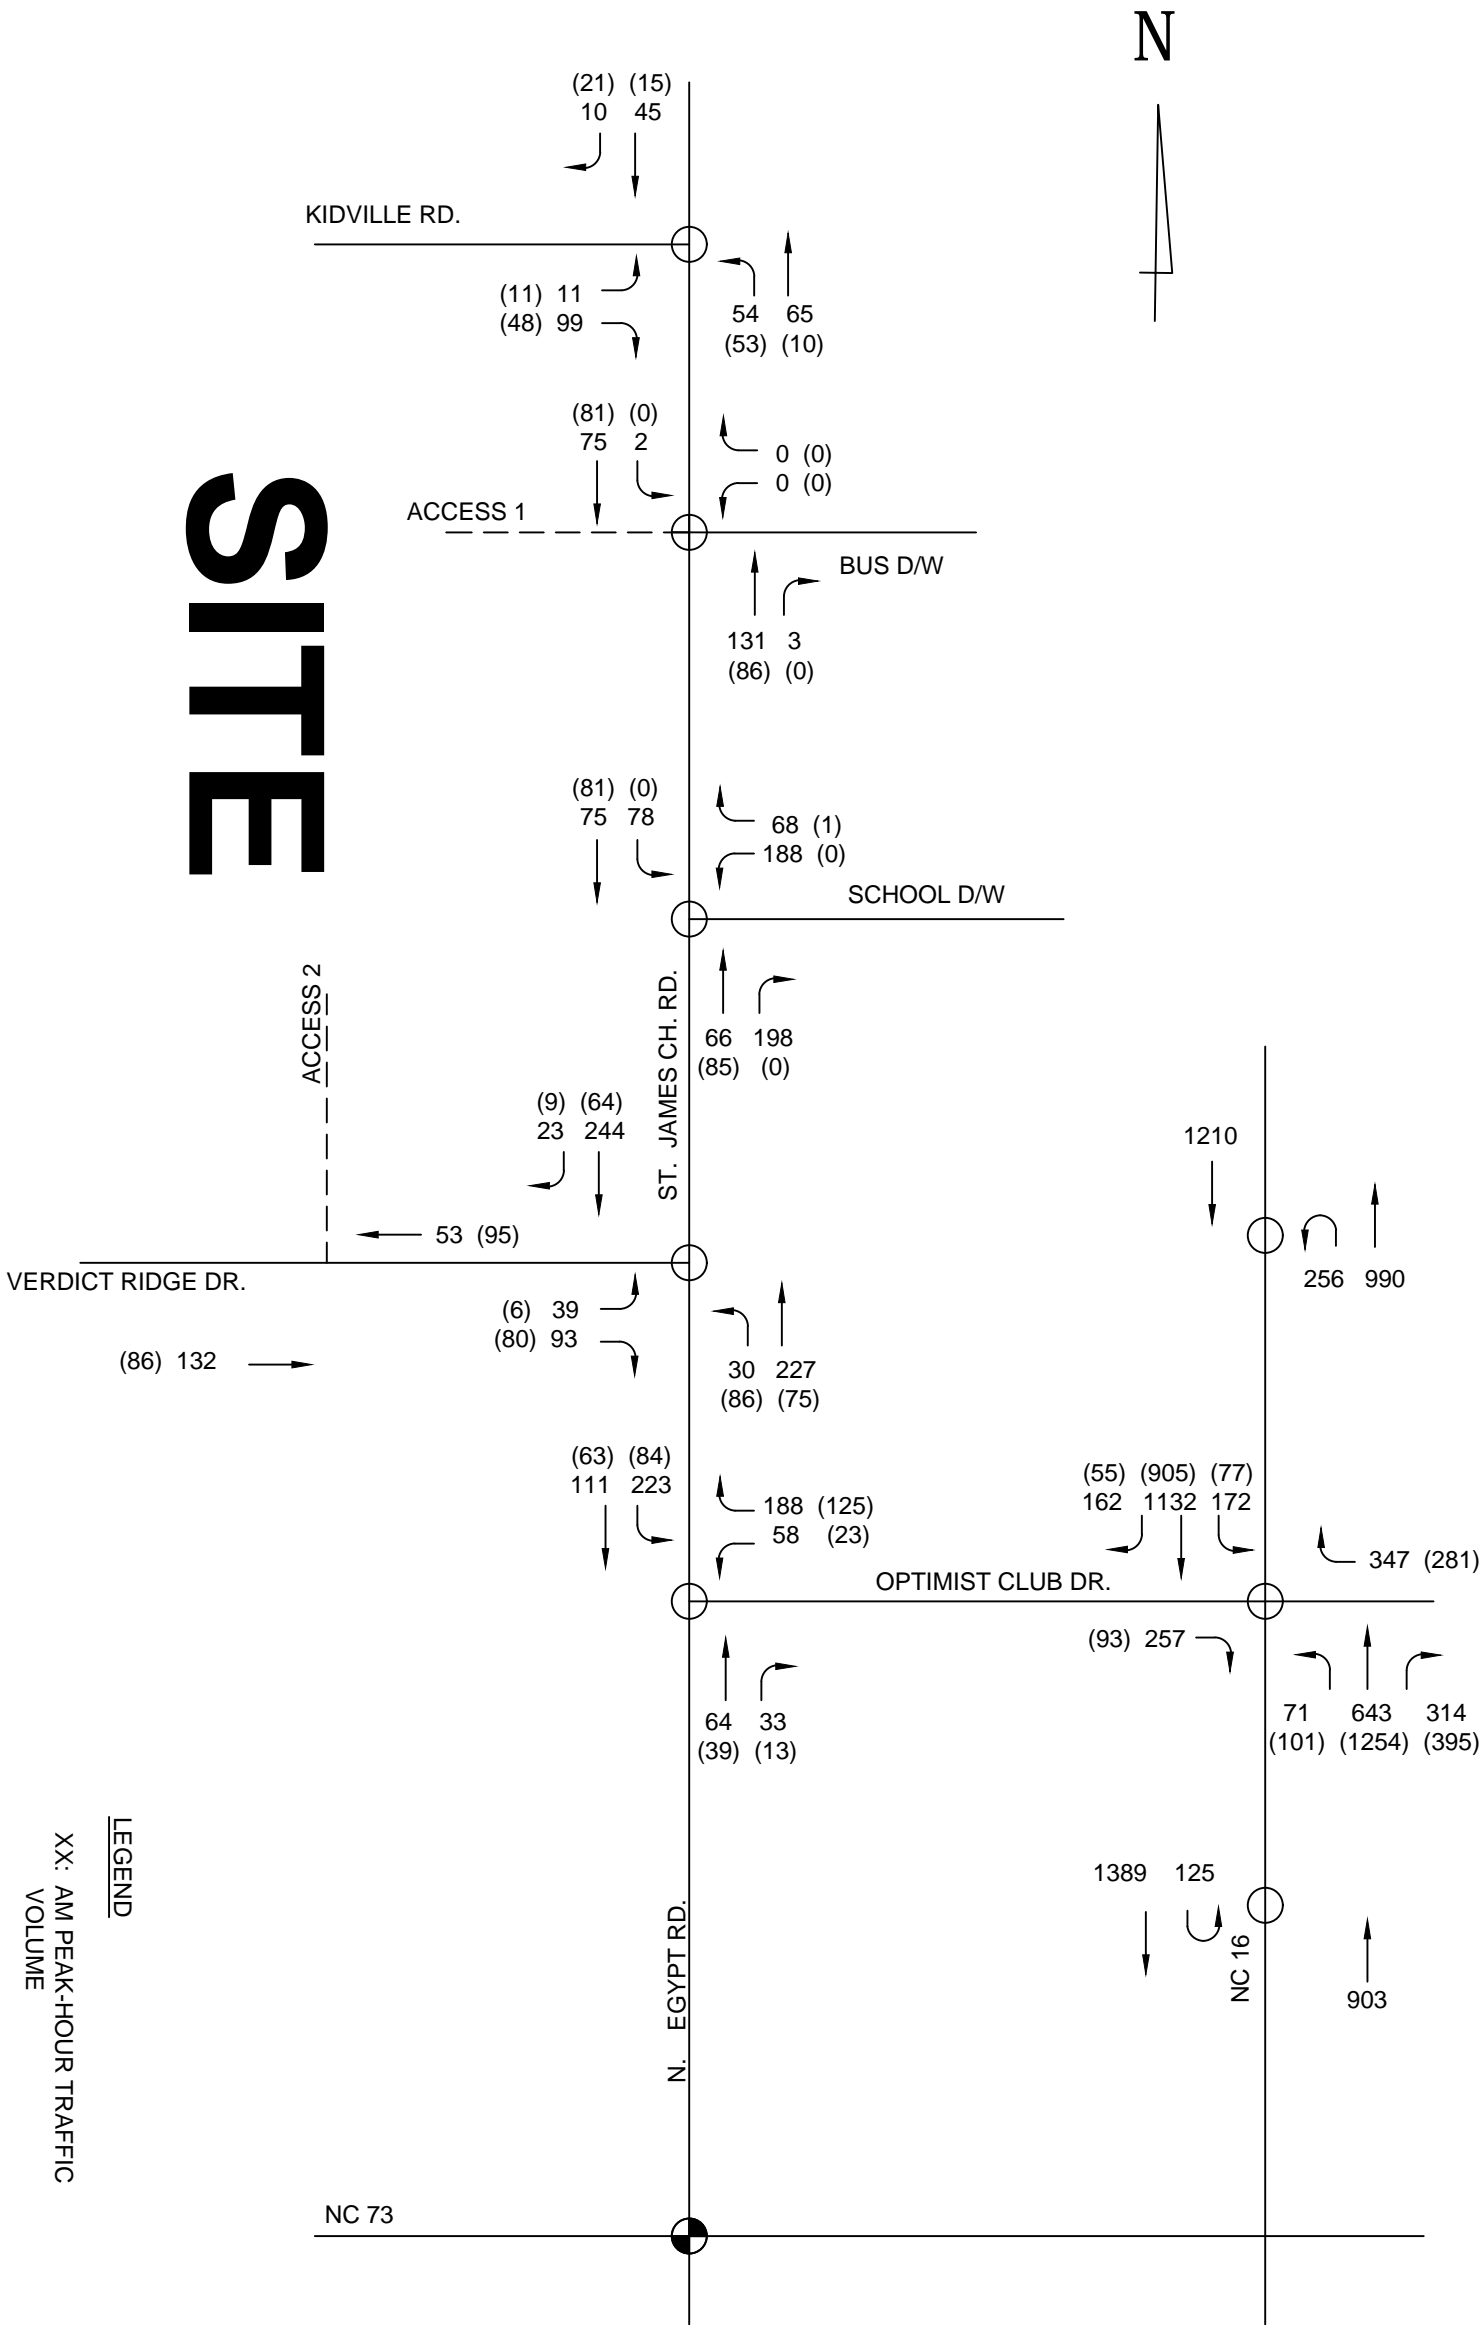 N
(21) (15)
10 45
KIDVILLE RD.
(11) 11
(48) 99
54 65
(53) (10)
(81) (0)
75 2
0 (0)
0 (0)
ACCESS 1
BUS D/W
131 3
(86) (0)
SITE
(81) (0)
75 78
68 (1)
188 (0)
SCHOOL D/W
66 198
(85) (0)
ST. JAMES CH. RD.
ACCESS 2
(9) (64)
23 244
53 (95)
VERDICT RIDGE DR.
(6) 39
(80) 93
(86) 132
30 227
(86) (75)
1210
256 990
(63) (84)
111 223
188 (125)
58 (23)
(55) (905) (77)
162 1132 172
347 (281)
OPTIMIST CLUB DR.
(93) 257
64 33
(39) (13)
71 643 314
(101) (1254) (395)
1389 125
NC 16
903
N. EGYPT RD.
NC 73
LEGEND
XX: AM PEAK-HOUR TRAFFIC
VOLUME